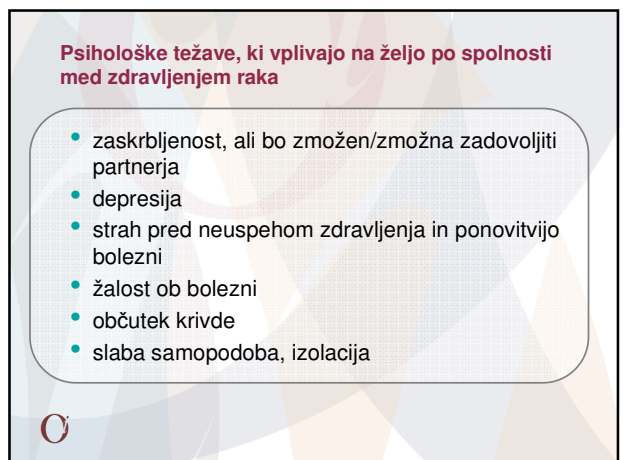 Psihološke težave, ki vplivajo na željo po spolnosti
med zdravljenjem raka
• zaskrbljenost, ali bo zmožen/zmožna zadovoljiti
partnerja
• depresija
• strah pred neuspehom zdravljenja in ponovitvijo
bolezni
• žalost ob bolezni
• občutek krivde
• slaba samopodoba, izolacija